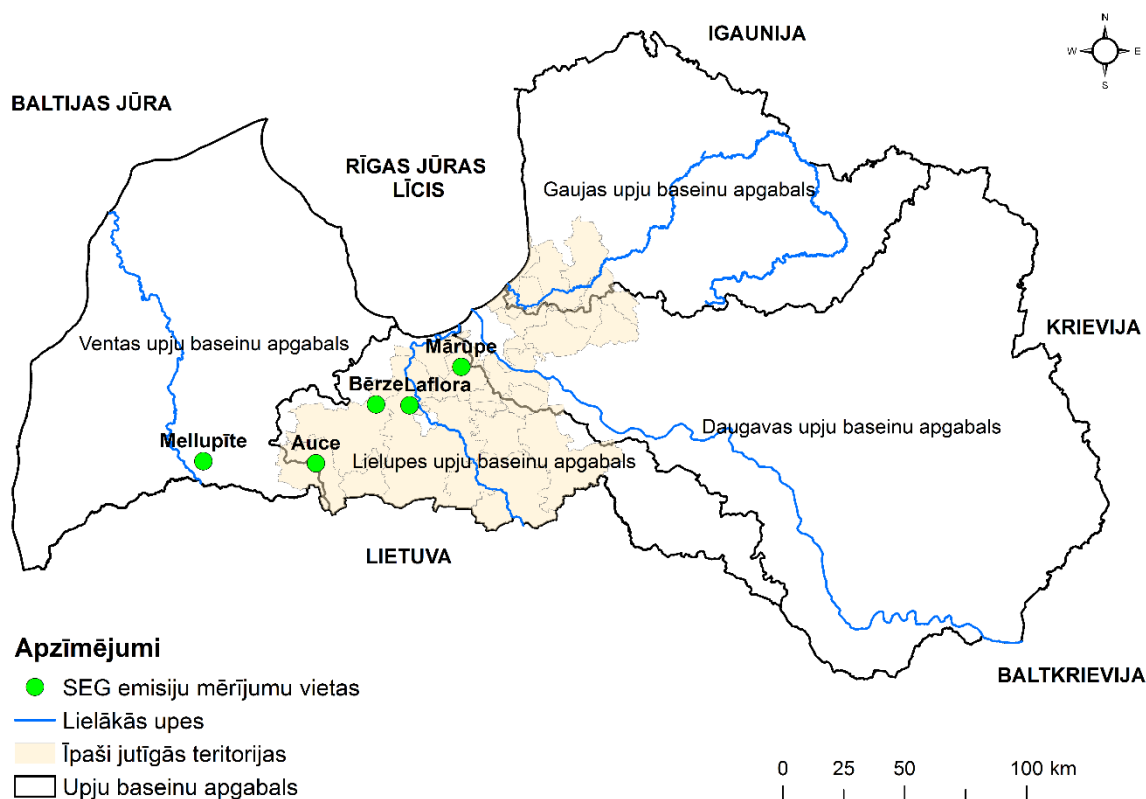 N
IGAUNIJA
W
E
S
BALTIJAS JŪRA
RĪGAS JŪRAS
LĪCIS
Gaujas upju baseinu apgabals
KRIEVIJA
Ventas upju baseinu apgabals
Mārupe
Bērze
Laflora
Daugavas upju baseinu apgabals
Mellupīte
Auce
Lielupes upju baseinu apgabals
LIETUVA
BALTKRIEVIJA
Apzīmējumi
SEG emisiju mērījumu vietas
Lielākās upes
Īpaši jutīgās teritorijas
Upju baseinu apgabals
0 25 50 100 km